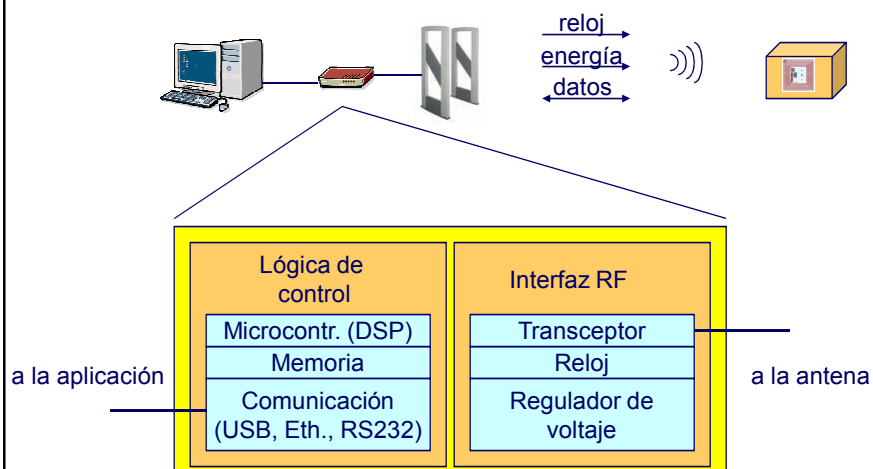 reloj
energía
datos
Lógica de
control
Interfaz RF
Microcontr. (DSP)
Memoria
Comunicación
(USB, Eth., RS232)
Transceptor
Reloj
Regulador de
voltaje
a la aplicación
a la antena